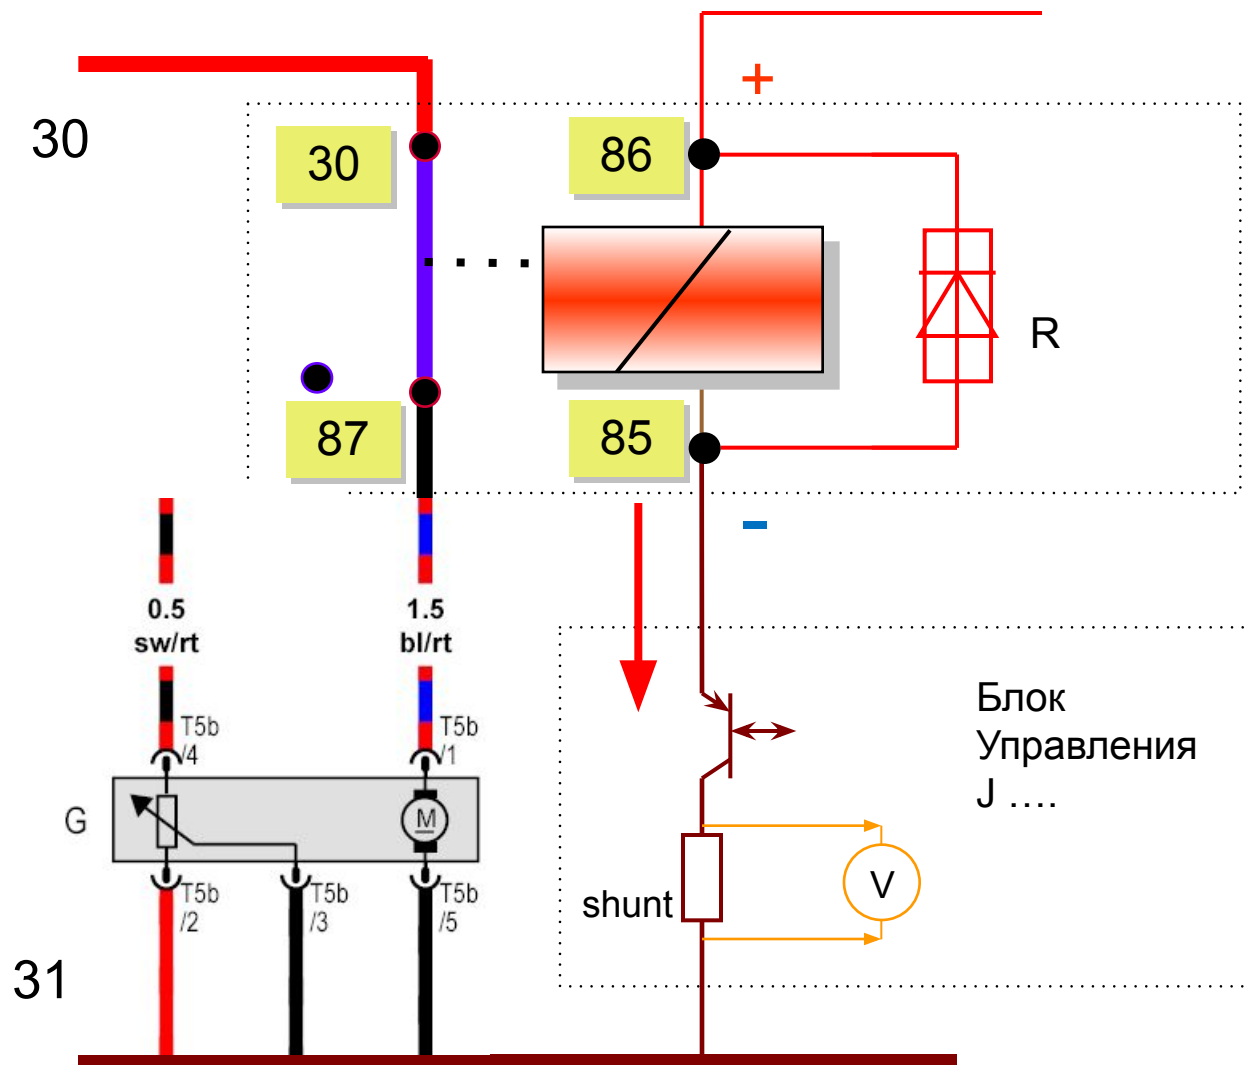 +
30
30
86
R
87
85
-
0.5
sw/rt
1.5
bl/rt
T5b
/4
T5b
/1
Блок
Управления
J ....
G
M
T5b
/2
T5b
/3
T5b
/5
shunt
V
31